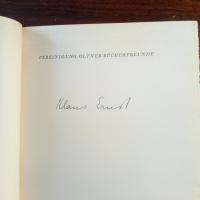 VEREINIGUNG OLTNER BÜCHERFREUNDE
Klaus Ernst